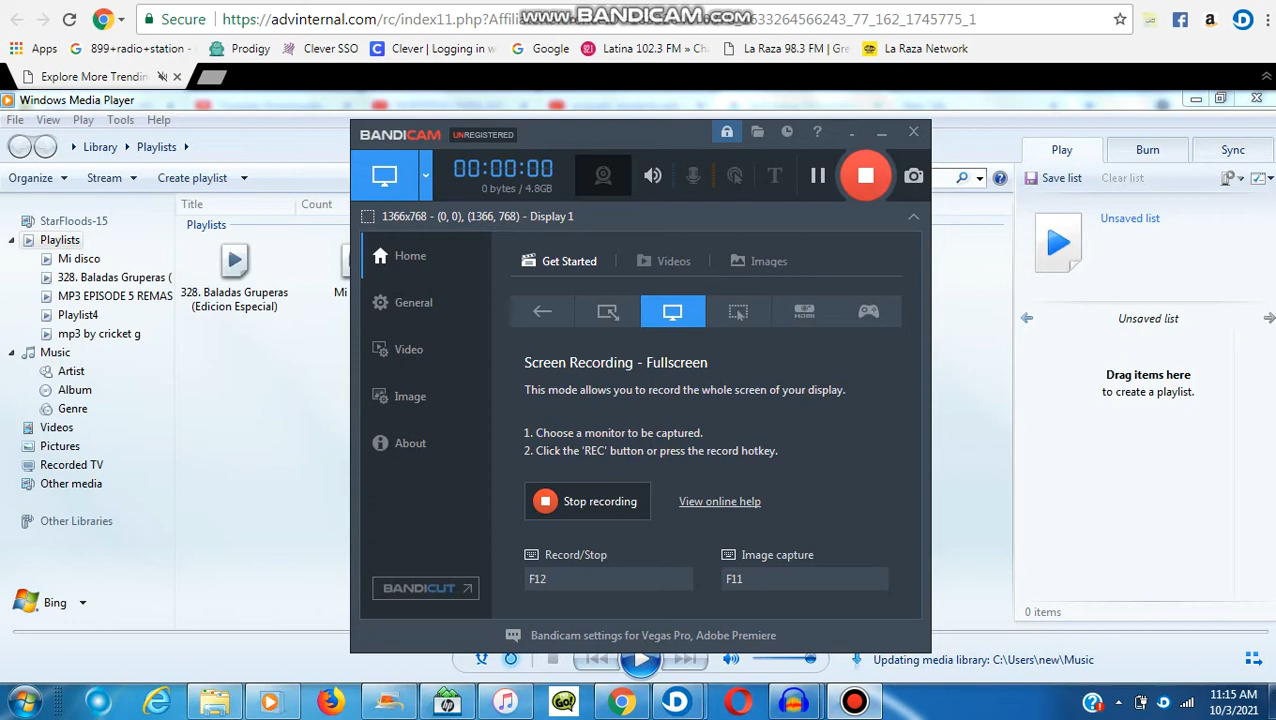 Secure https://advinternal.com/rc/index11.php?Affilia 1633264566243_77_162_1745775_1
www.BANDICAM.com
Apps 899+radio+station - Prodigy Clever SSO Clever | Logging in Google Latina 102.3 FM » Cha La Raza 98.3 FM | Gre La Raza Network
Explore More Trendin
Windows Media Player
File View Play Tools Help
Library Playlists
Organize Stream Create playlist
StarFloods-15
Playlists
Mi disco
328. Baladas Gruperas (
MP3 EPISODE 5 REMAS
Playlist4
mp3 by cricket g
Music
Artist
Album
Genre
Videos
Pictures
Recorded TV
Other media
Other Libraries
Bing
Title Count
Playlists
328. Baladas Gruperas
(Edicion Especial)
Mi
BANDICAM UNREGISTERED
00:00:00
0 bytes / 4.8GB
1366x768 - (0, 0), (1366, 768) - Display 1
Home
General
Video
Image
About
BANDICUT
Get Started Videos Images
HDMI
Screen Recording - Fullscreen
This mode allows you to record the whole screen of your display.
1. Choose a monitor to be captured.
2. Click the 'REC' button or press the record hotkey.
Stop recording View online help
Record/Stop Image capture
F12 F11
Bandicam settings for Vegas Pro, Adobe Premiere
Play Burn Sync
Save list Clear list
Unsaved list
Unsaved list
Drag items here
to create a playlist.
0 items
Updating media library: C:\Users\new\Music
GO!
11:15 AM
10/3/2021